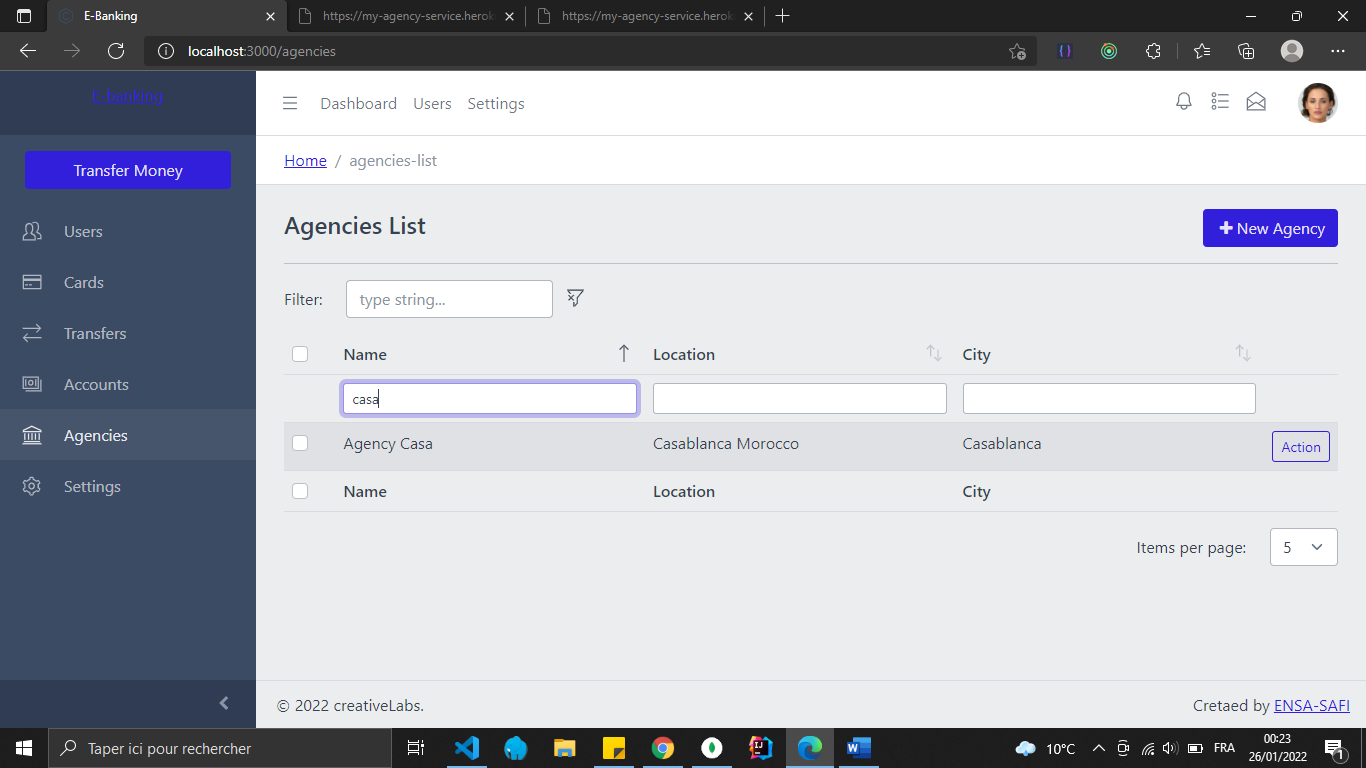 E-Banking
https://my-agency-service.herok
https://my-agency-service.herok
localhost:3000/agencies
E-banking
Dashboard Users Settings
Transfer Money
Home / agencies-list
Users
Cards
Transfers
Accounts
Agencies
Settings
Agencies List
New Agency
Filter: type string...
Name Location City
casa
Agency Casa Casablanca Morocco Casablanca Action
Name Location City
Items per page: 5
© 2022 creativeLabs.
Cretaed by ENSA-SAFI
Taper ici pour rechercher
10°C
FRA
00:23
26/01/2022
1